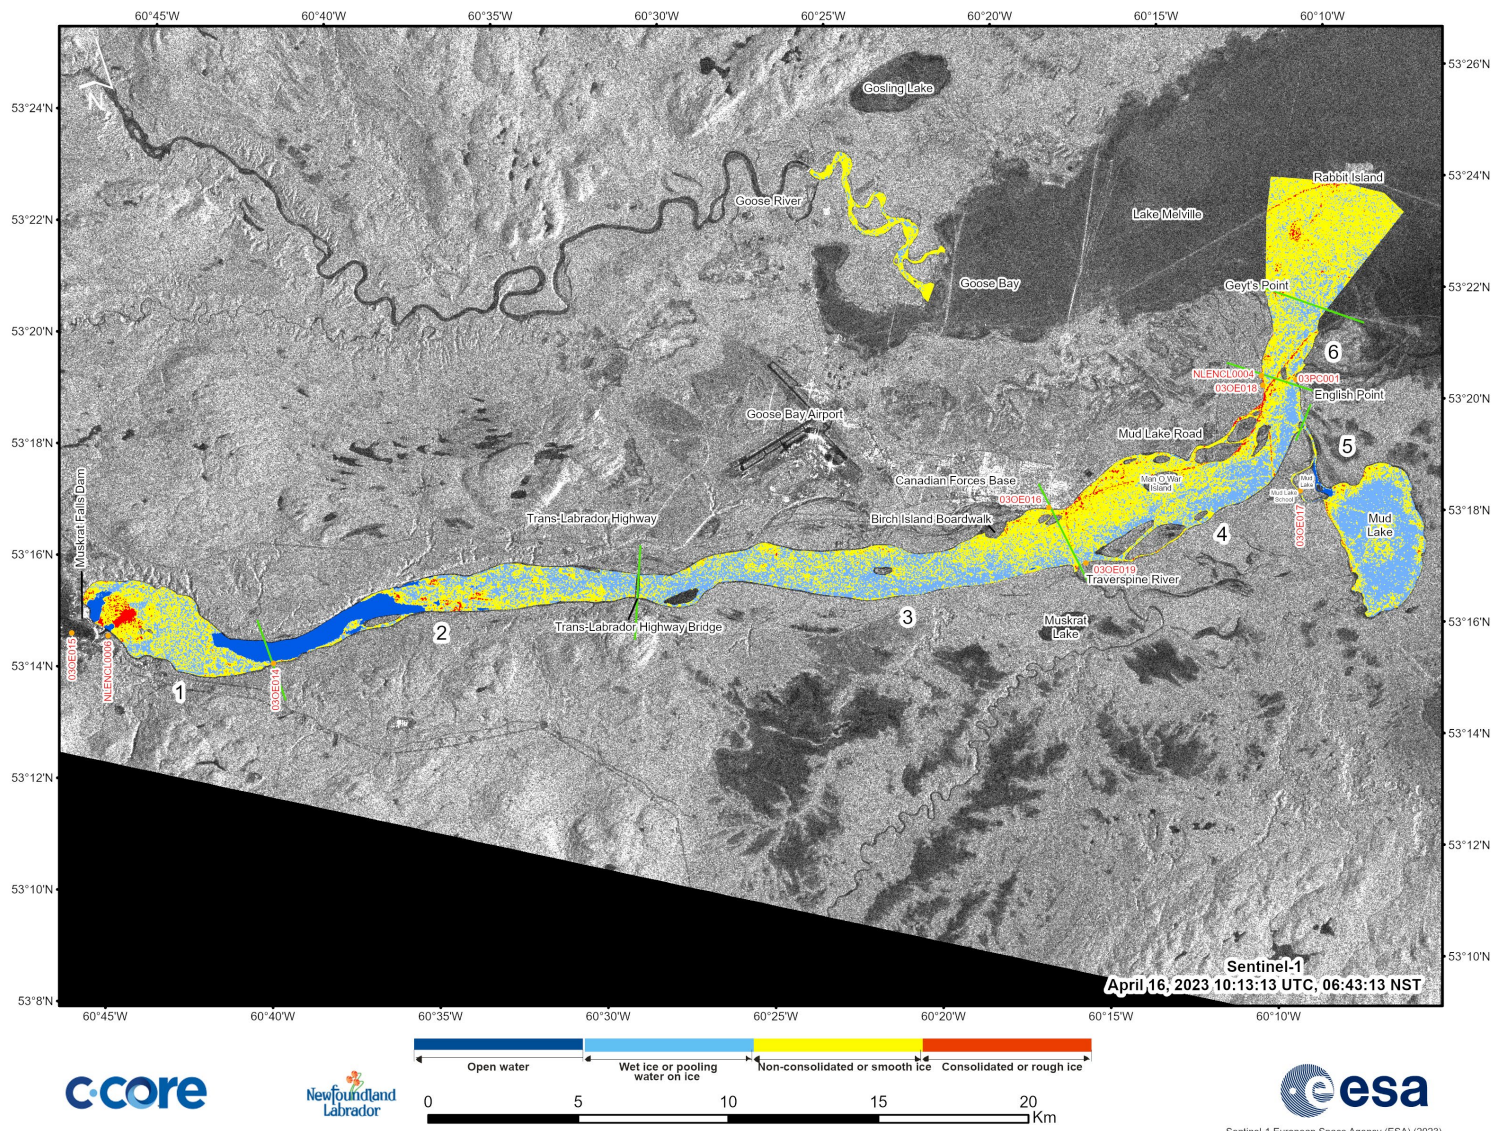 60°45'W 60°40'W 60°35'W 60°30'W 60°25'W 60°20'W 60°15'W 60°10'W
53°26'N
Gosling Lake
53°24'N
N
53°24'N
Rabbit Island
Goose River
Lake Melville
53°22'N
Goose Bay
Geyt's Point
53°22'N
53°20'N
6
NLENCL0004
03PC001
03OE018
English Point
53°20'N
Goose Bay Airport
Mud Lake Road
53°18'N
5
Canadian Forces Base
Man O War
Island
Mud
Lake
Mud Lake
School
03OE016
03OE017
53°18'N
Muskrat Falls Dam
Trans-Labrador Highway
Birch Island Boardwalk
Mud
Lake
4
53°16'N
03OE019
Traverspine River
3
Muskrat
Lake
53°16'N
Trans-Labrador Highway Bridge
2
03OE015
NLENCL0006
03OE014
53°14'N
1
53°14'N
53°12'N
53°12'N
53°10'N
53°10'N
Sentinel-1
April 16, 2023 10:13:13 UTC, 06:43:13 NST
53°8'N
60°45'W 60°40'W 60°35'W 60°30'W 60°25'W 60°20'W 60°15'W 60°10'W
Open water
Wet ice or pooling
water on ice
Non-consolidated or smooth ice
Consolidated or rough ice
c-core
Newfoundland
Labrador
0 5 10 15 20
Km
esa
Sentinel-1 European Space Agency (ESA) (2023)